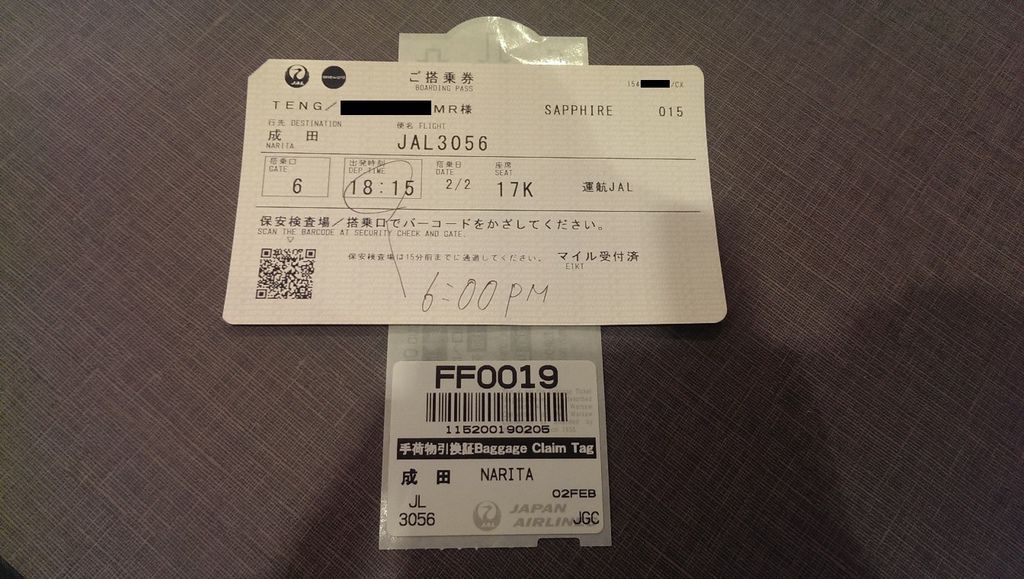 JAL oneworld
ご搭乗券
BOARDING PASS
154 /CX
TENG/ MR様 SAPPHIRE 015
行先 DESTINATION 便名 FLIGHT
成田 JAL3056
NARITA
搭乗口 出発時刻 搭乗日 座席
GATE DEP.TIME DATE SEAT
6 18:15 2/2 17K 運航JAL
保安検査場/搭乗口でバーコードをかざしてください。
SCAN THE BARCODE AT SECURITY CHECK AND GATE.
保安検査場は15分前までに通過してください。 マイル受付済
EIKT
6:00 PM
FF0019
115200190205
手荷物引換証Baggage Claim Tag
成田 NARITA
02FEB
JL JAPAN
3056 AIRLINES JGC